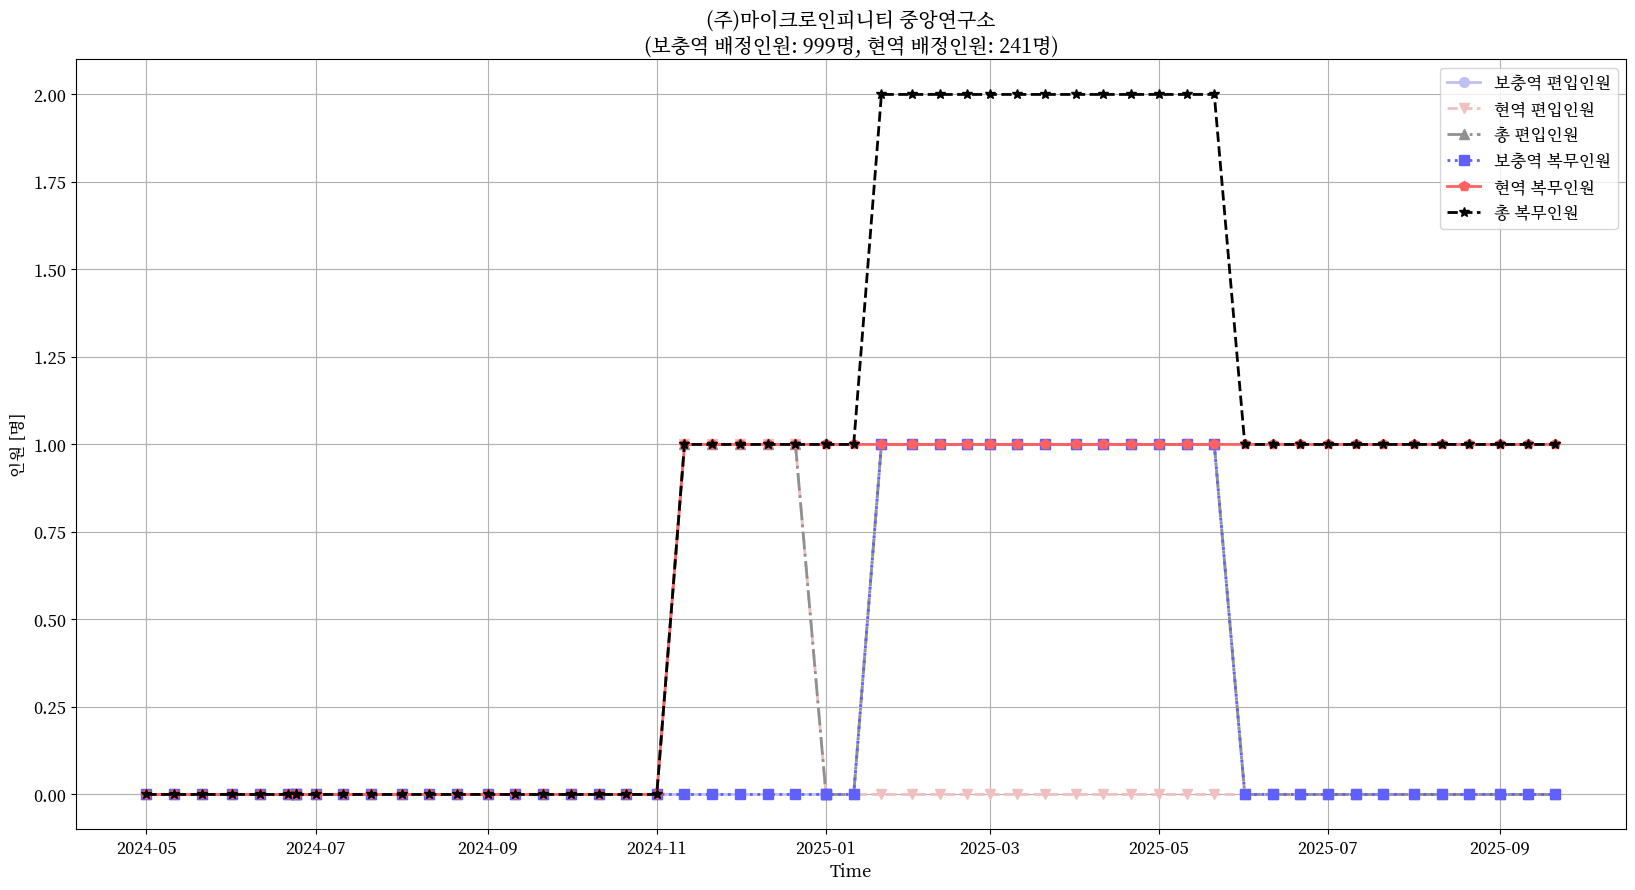 (주)마이크로인피니티 중앙연구소
(보충역 배정인원: 999명, 현역 배정인원: 241명)
보충역 편입인원
현역 편입인원
총 편입인원
보충역 복무인원
현역 복무인원
총 복무인원
2.00
1.75
1.50
1.25
1.00
0.75
0.50
0.25
0.00
인원 [명]
2024-05
2024-07
2024-09
2024-11
2025-01
2025-03
2025-05
2025-07
2025-09
Time